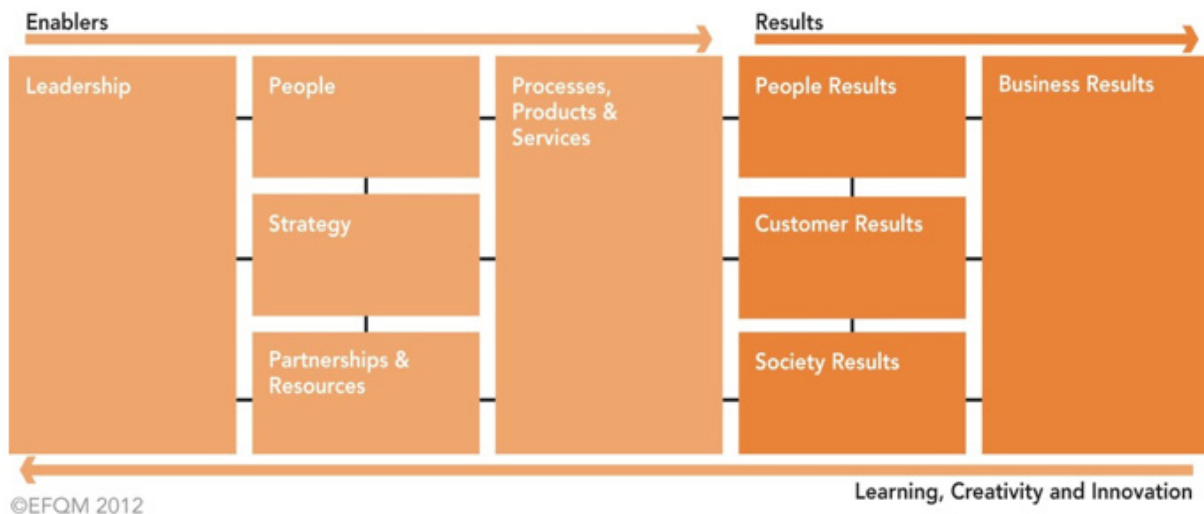 Enablers
Results
Leadership
People
Processes,
Products &
Services
People Results
Business Results
Strategy
Customer Results
Partnerships &
Resources
Society Results
Learning, Creativity and Innovation
©EFQM 2012